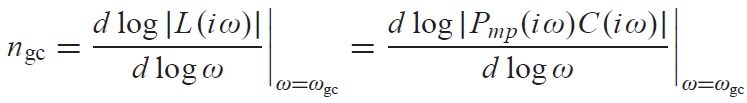 n_gc = d log |L(iω)| / d log ω |_{ω=ω_gc} = d log |P_mp(iω)C(iω)| / d log ω |_{ω=ω_gc}